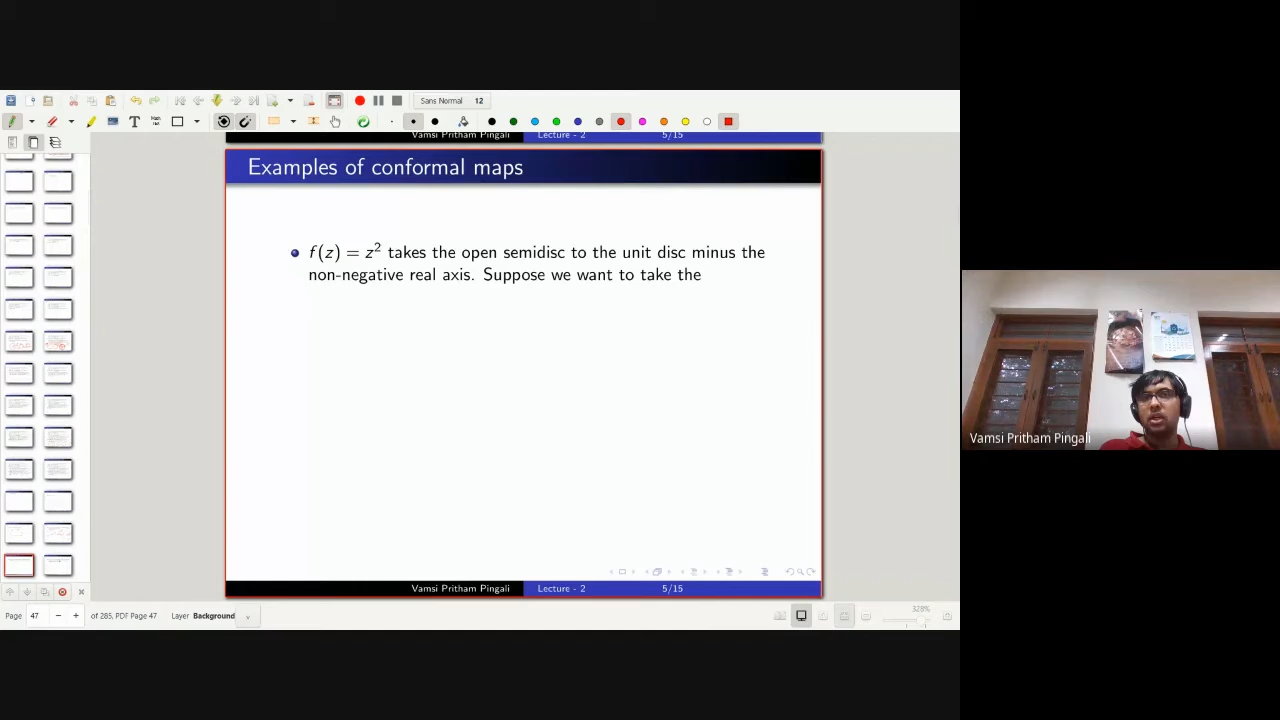 Sans Normal 12
Vamsi Pritham Pingali Lecture - 2 5/15
Examples of conformal maps
f(z) = z² takes the open semidisc to the unit disc minus the
non-negative real axis. Suppose we want to take the
Vamsi Pritham Pingali
Vamsi Pritham Pingali Lecture - 2 5/15
Page 47 of 285, PDF Page 47 Layer Background
328%